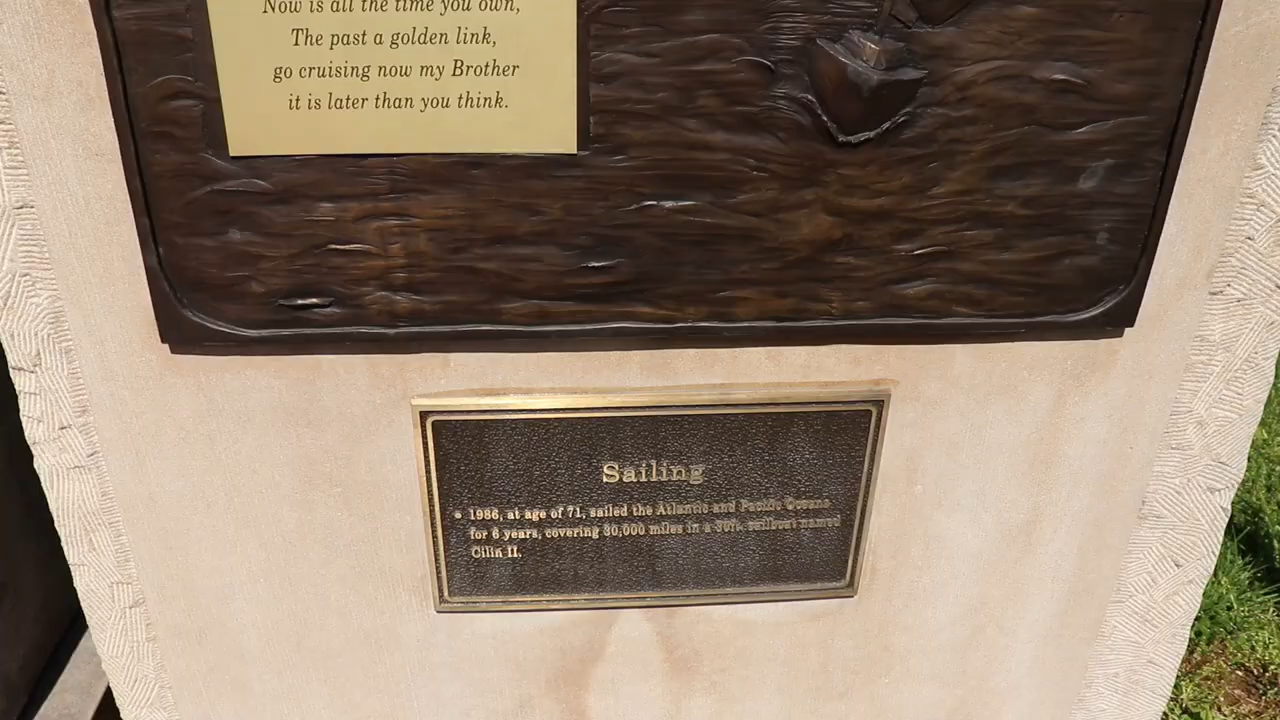 Now is all the time you own,
The past a golden link,
go cruising now my Brother
it is later than you think.
Sailing
• 1986, at age of 71, sailed the Atlantic and Pacific Oceans
for 6 years, covering 30,000 miles in a sailboat named
Cilin II.